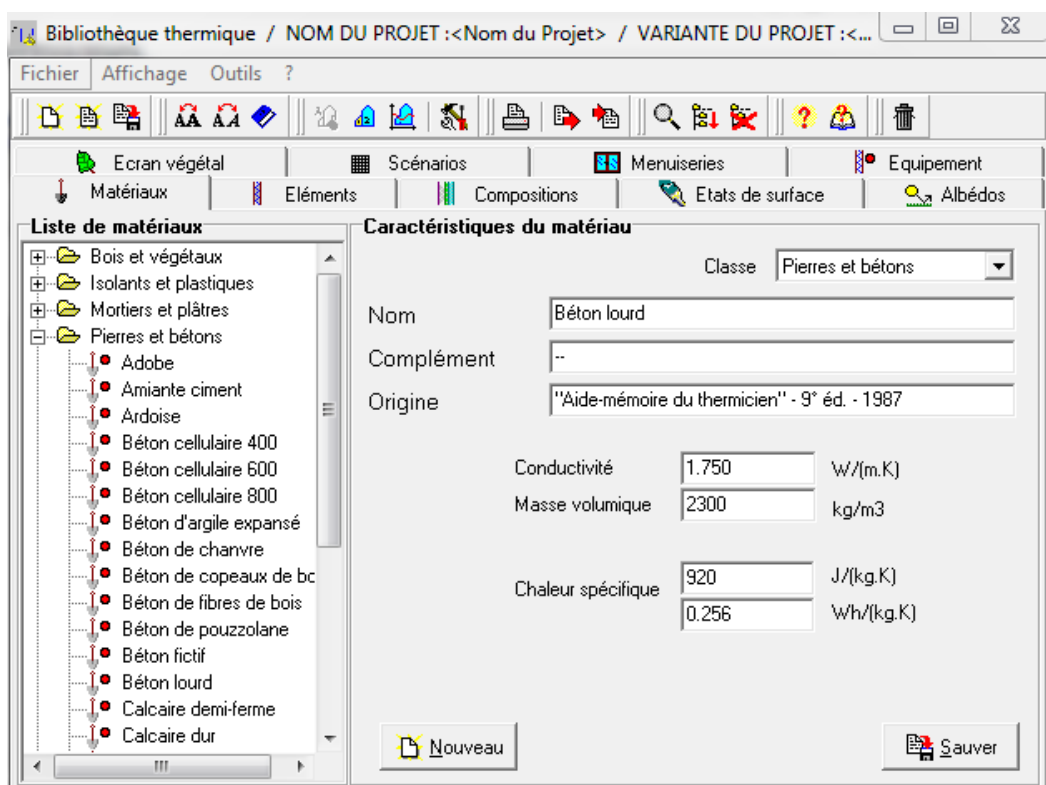 Bibliothèque thermique / NOM DU PROJET :<Nom du Projet> / VARIANTE DU PROJET :<...
Fichier Affichage Outils ?
Ecran végétal Scénarios Menuiseries Equipement
Matériaux Eléments Compositions Etats de surface Albédos
Liste de matériaux
Bois et végétaux
Isolants et plastiques
Mortiers et plâtres
Pierres et bétons
Adobe
Amiante ciment
Ardoise
Béton cellulaire 400
Béton cellulaire 600
Béton cellulaire 800
Béton d'argile expansé
Béton de chanvre
Béton de copeaux de bo
Béton de fibres de bois
Béton de pouzzolane
Béton fictif
Béton lourd
Calcaire demi-ferme
Calcaire dur
Caractéristiques du matériau
Classe Pierres et bétons
Nom Béton lourd
Complément --
Origine "Aide-mémoire du thermicien" - 9° éd. - 1987
Conductivité 1.750 W/(m.K)
Masse volumique 2300 kg/m3
Chaleur spécifique 920 J/(kg.K)
0.256 Wh/(kg.K)
Nouveau Sauver